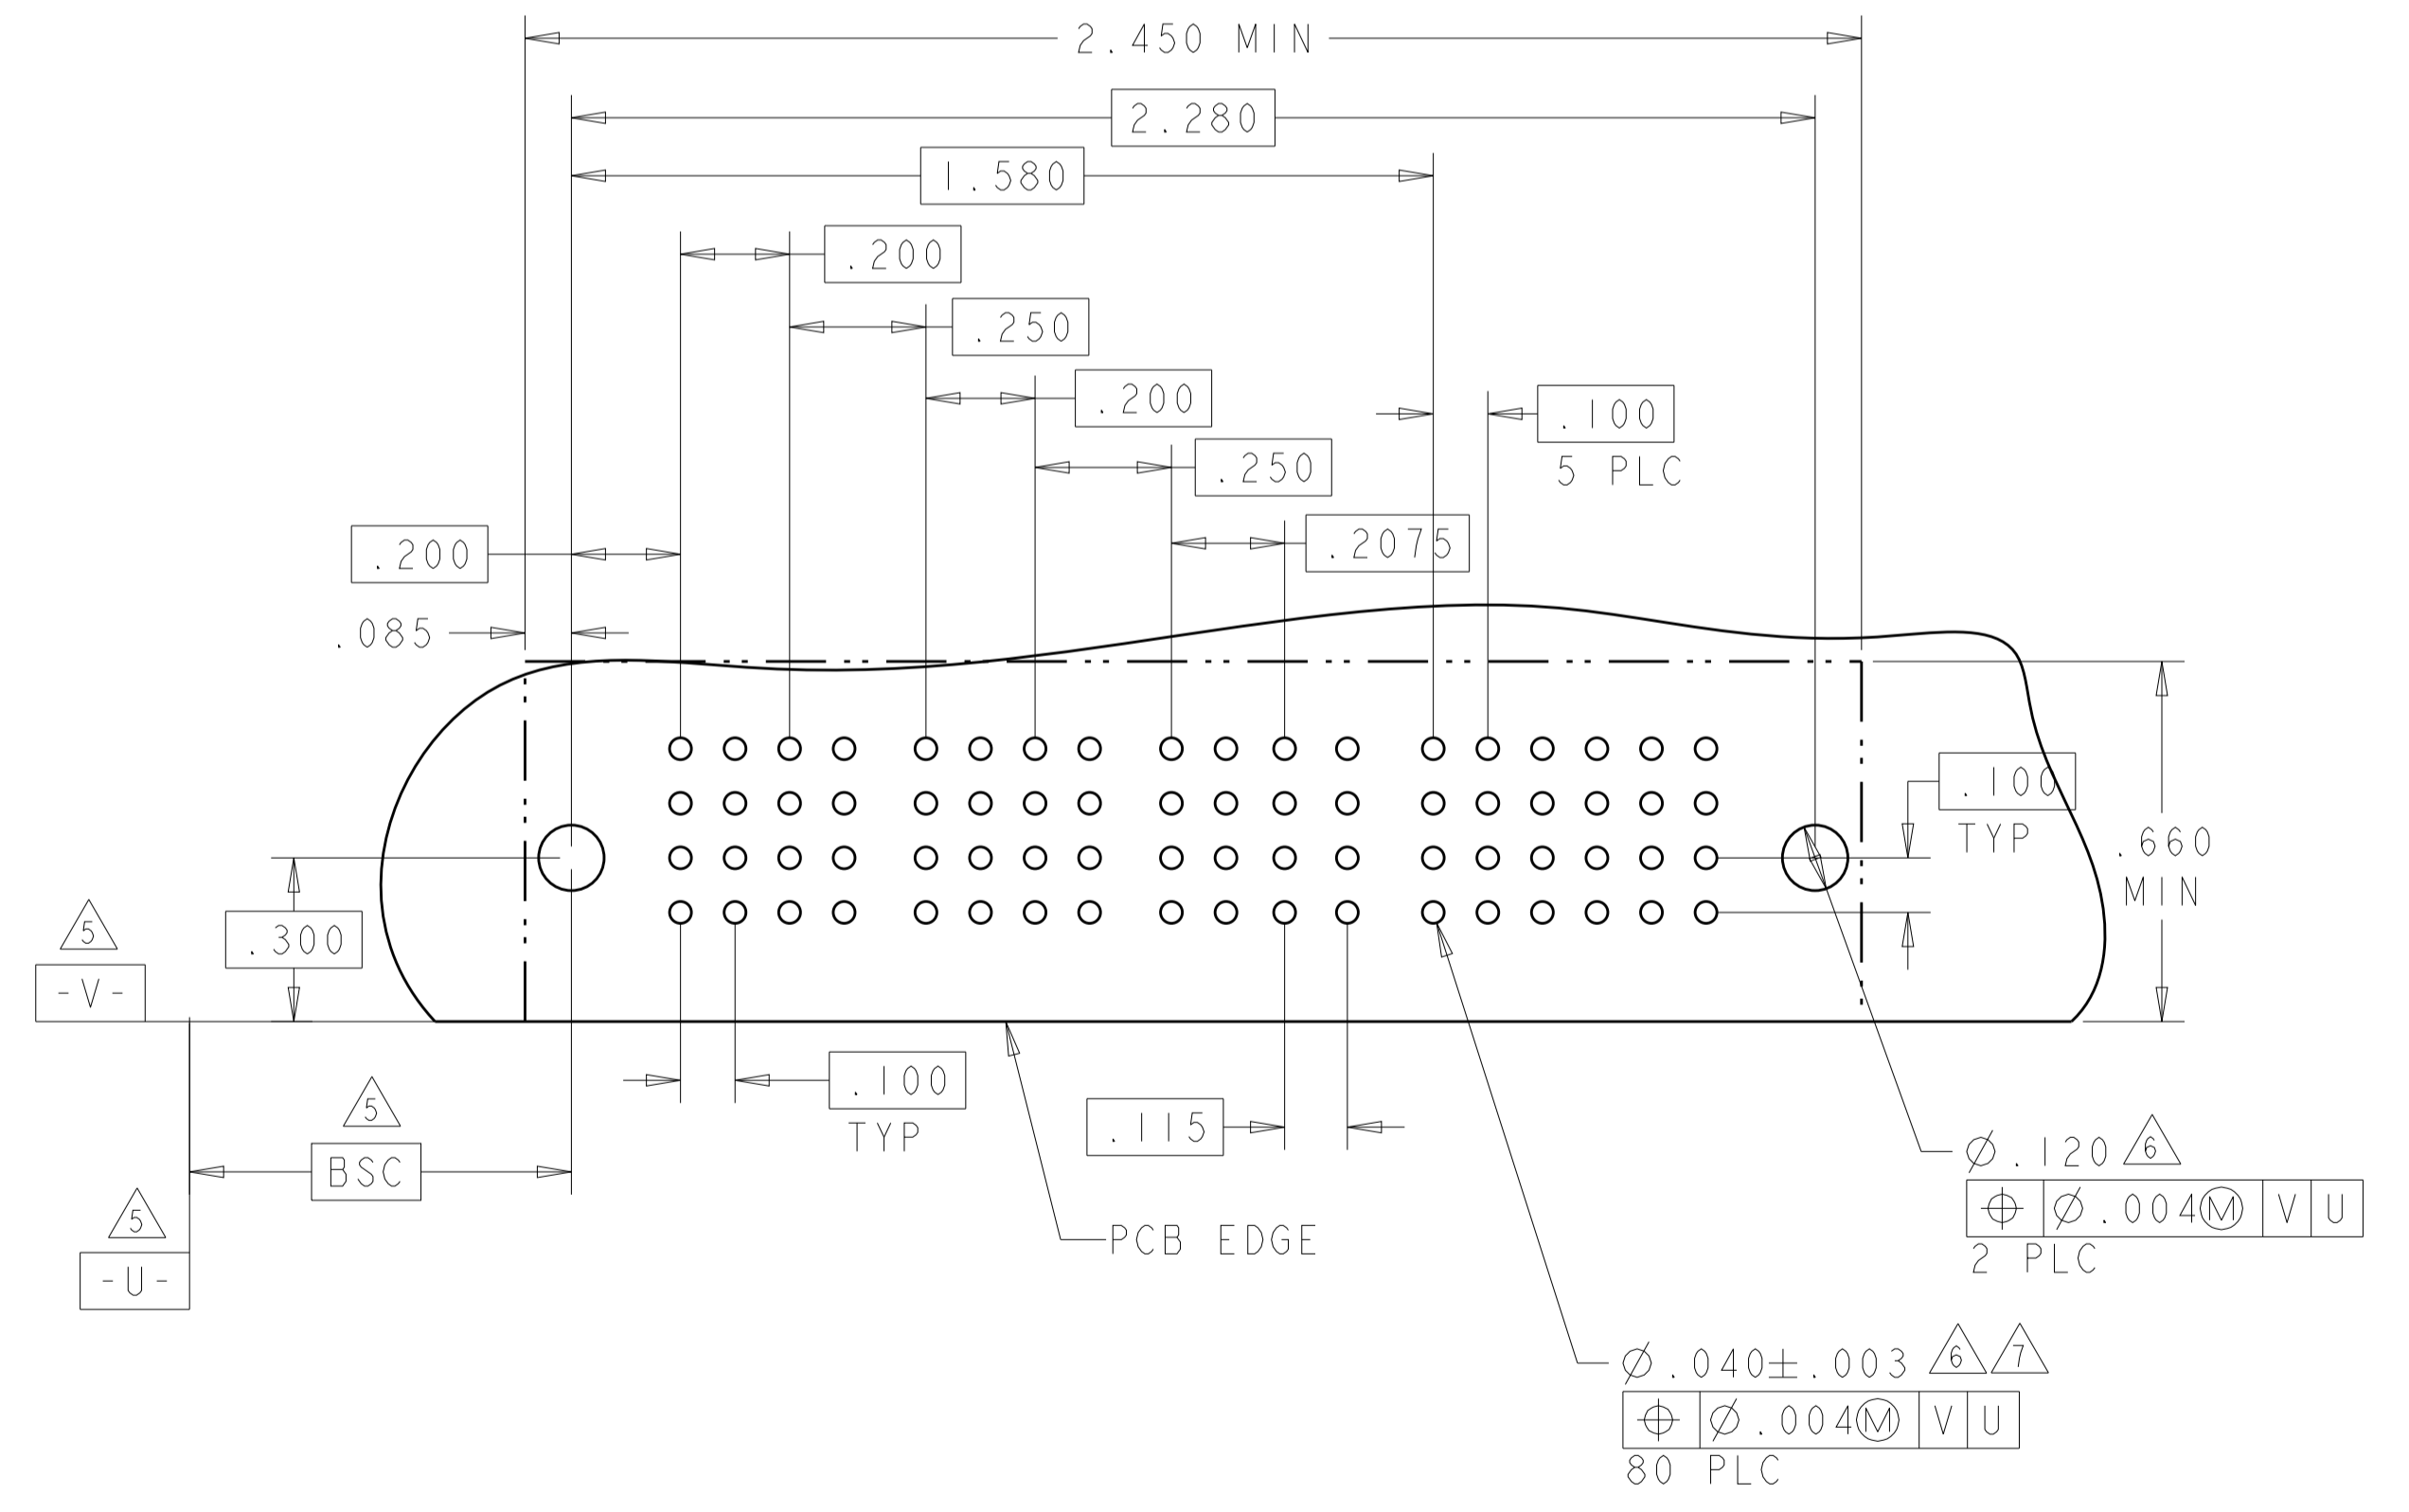 2.450 MIN
2.280
1.580
.200
.250
.200
.100
5 PLC
.250
.2075
.200
.085
.100
TYP
.660
MIN
5
.300
-V-
.100
TYP
5
.115
BSC
∅.120 6
⌖ ∅.004Ⓜ V U
2 PLC
5
-U-
PCB EDGE
∅.040±.003 6 7
⌖ ∅.004Ⓜ V U
80 PLC